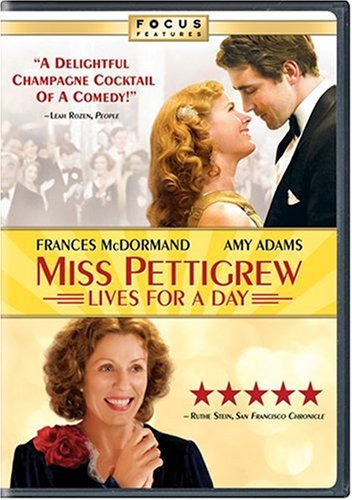 FOCUS
FEATURES
"A DELIGHTFUL
CHAMPAGNE COCKTAIL
OF A COMEDY!"
–LEAH ROZEN, PEOPLE
FRANCES MCDORMAND AMY ADAMS
MISS PETTIGREW
LIVES FOR A DAY
★★★★★
–RUTHE STEIN, SAN FRANCISCO CHRONICLE